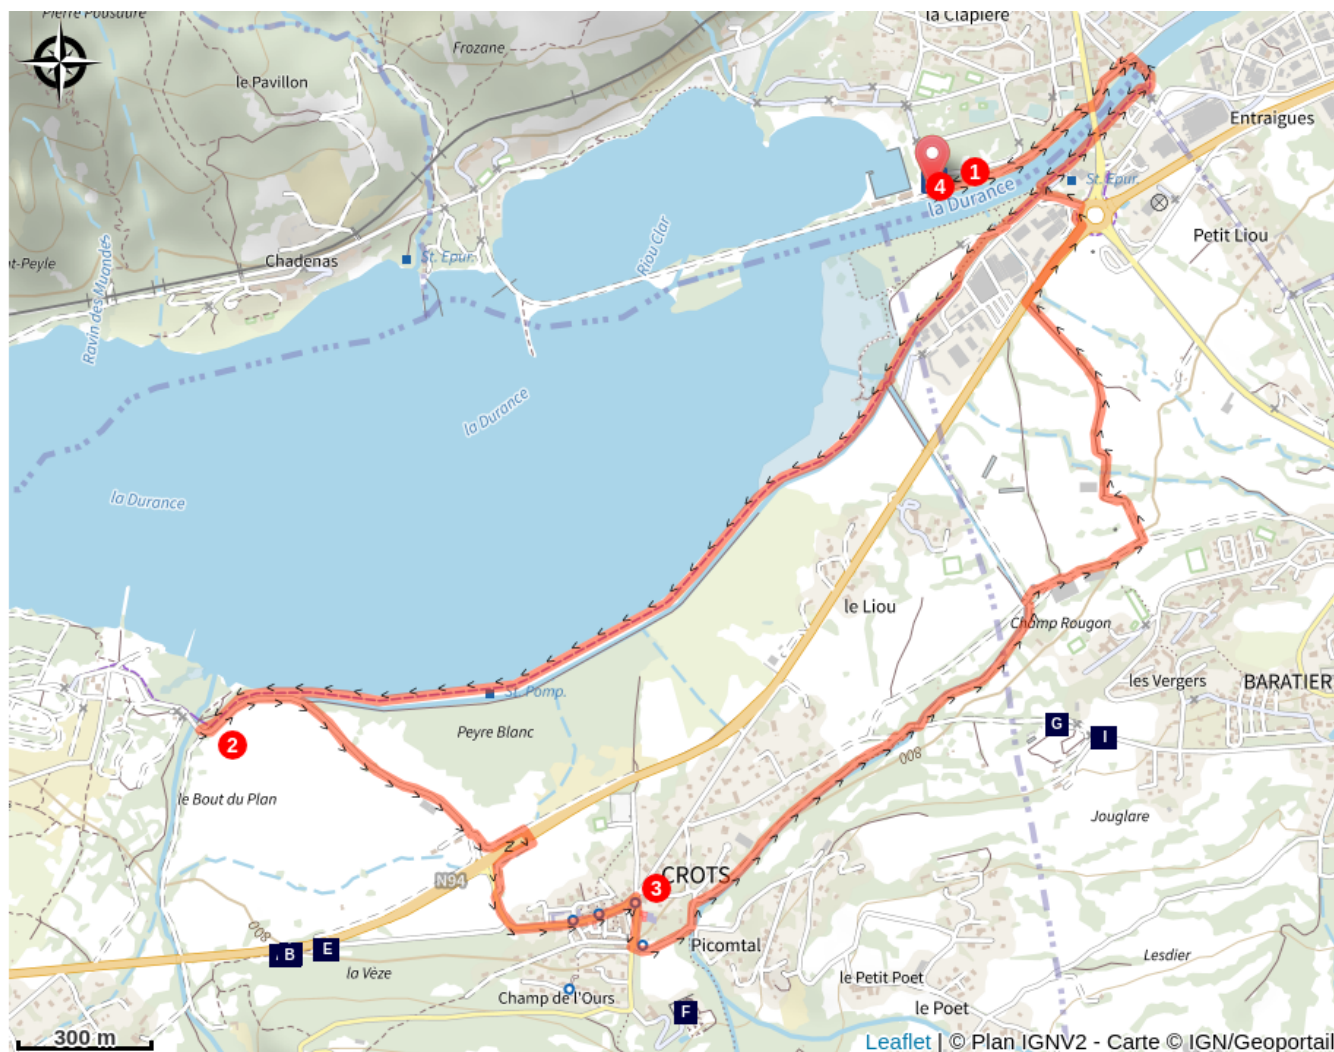 Pierre Pousaure
la Clapière
Frozane
le Pavillon
Entraigues
1
4
St. Epur.
la Durance
Petit Liou
Riou Clar
Chadenas
St. Epur.
nt-Peyle
Ravin des Muandes
la Durance
la Durance
le Liou
Champ Rougon
les Vergers
BARATIER
St. Pomp.
G
I
2
Peyre Blanc
800
le Bout du Plan
Jouglare
N94
3
CROTS
800
B
E
Picomtal
Lesdier
la Vèze
le Petit Poet
Champ de l'Ours
F
le Poet
300 m
Leaflet | © Plan IGNV2 - Carte © IGN/Geoportail